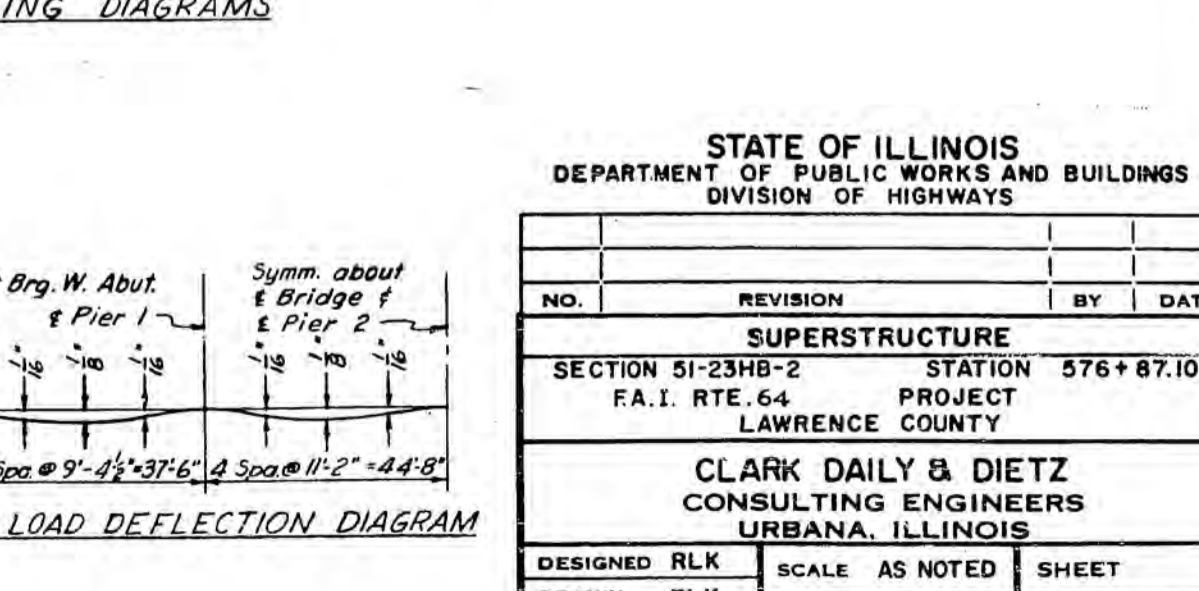 DIAGRAMS
STATE OF ILLINOIS
DEPARTMENT OF PUBLIC WORKS AND BUILDINGS
DIVISION OF HIGHWAYS
NO. REVISION BY
SUPERSTRUCTURE
SECTION 51-23HB-2 STATION 576+87.10
F.A.I. RTE. 64 PROJECT
LAWRENCE COUNTY
CLARK DAILY & DIETZ
CONSULTING ENGINEERS
URBANA, ILLINOIS
DESIGNED RLK SCALE AS NOTED SHEET
Brg. W. Abut.
℄ Pier 1
Symm. about
℄ Bridge &
℄ Pier 2
1/16" 1/8" 1/16" 1/16" 1/8" 1/16"
Spa. @ 9'-4½"=37'-6" 4 Spa. @ 11'-2" =44'-8"
LOAD DEFLECTION DIAGRAM